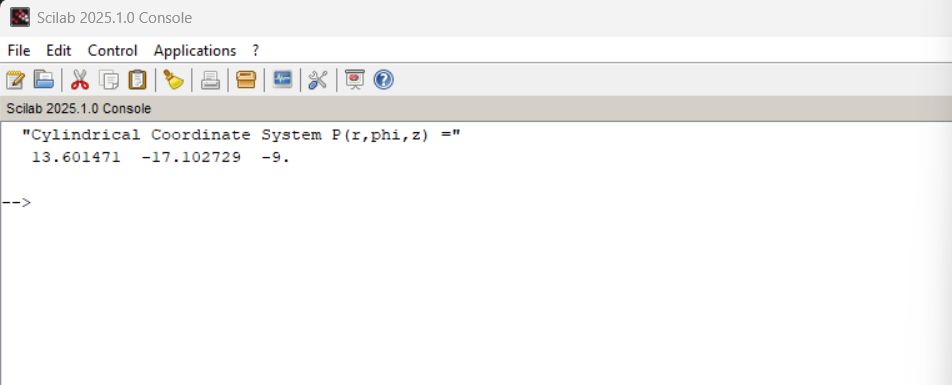 Scilab 2025.1.0 Console
File Edit Control Applications ?
Scilab 2025.1.0 Console
"Cylindrical Coordinate System P(r,phi,z) ="
13.601471 -17.102729 -9.
-->